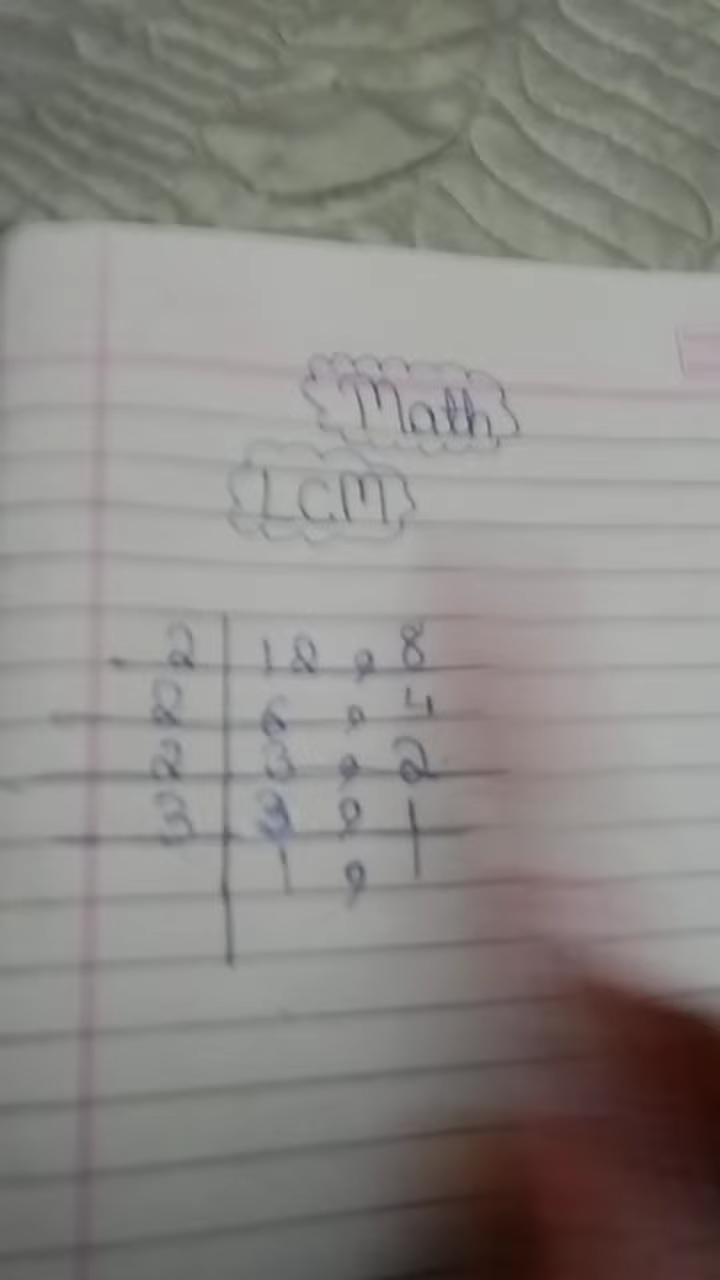 Math
LCM
2 | 12 , 8
2 | 6 , 4
2 | 3 , 2
3 | 3 , 1
| 1 , 1